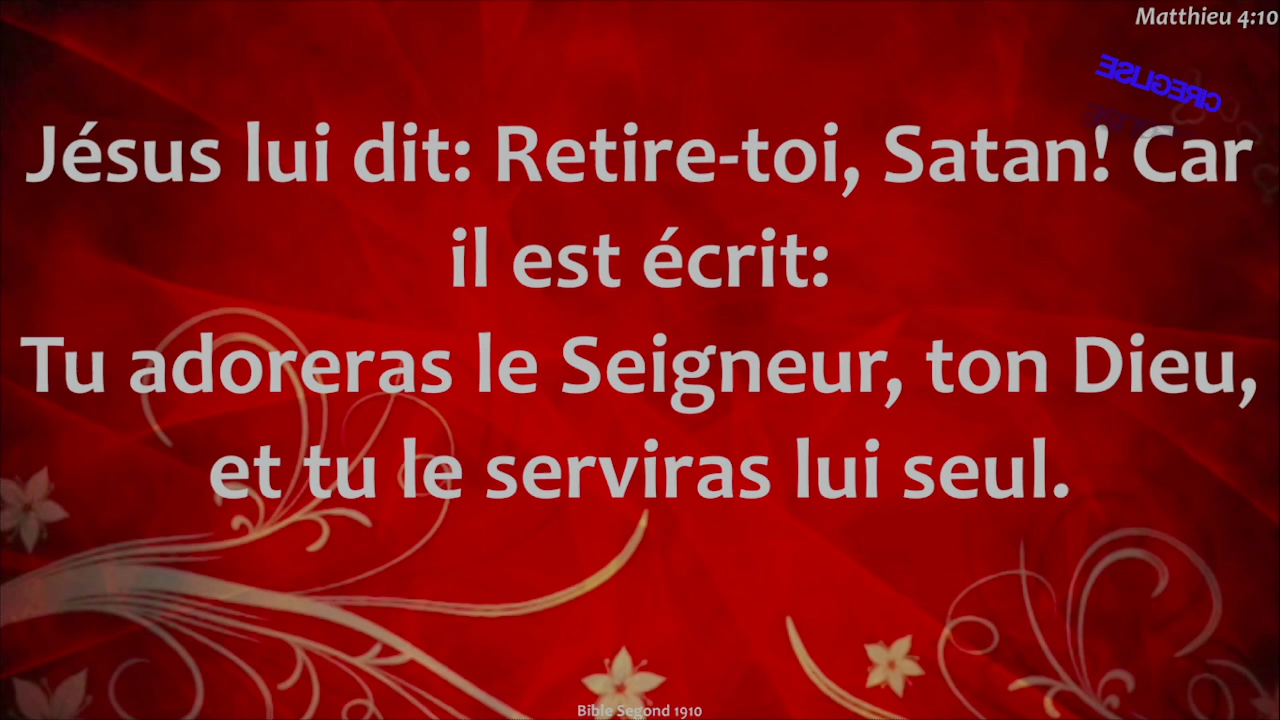 Matthieu 4:10
CIREGLISE
Jésus lui dit: Retire-toi, Satan! Car
il est écrit:
Tu adoreras le Seigneur, ton Dieu,
et tu le serviras lui seul.
Bible Segond 1910